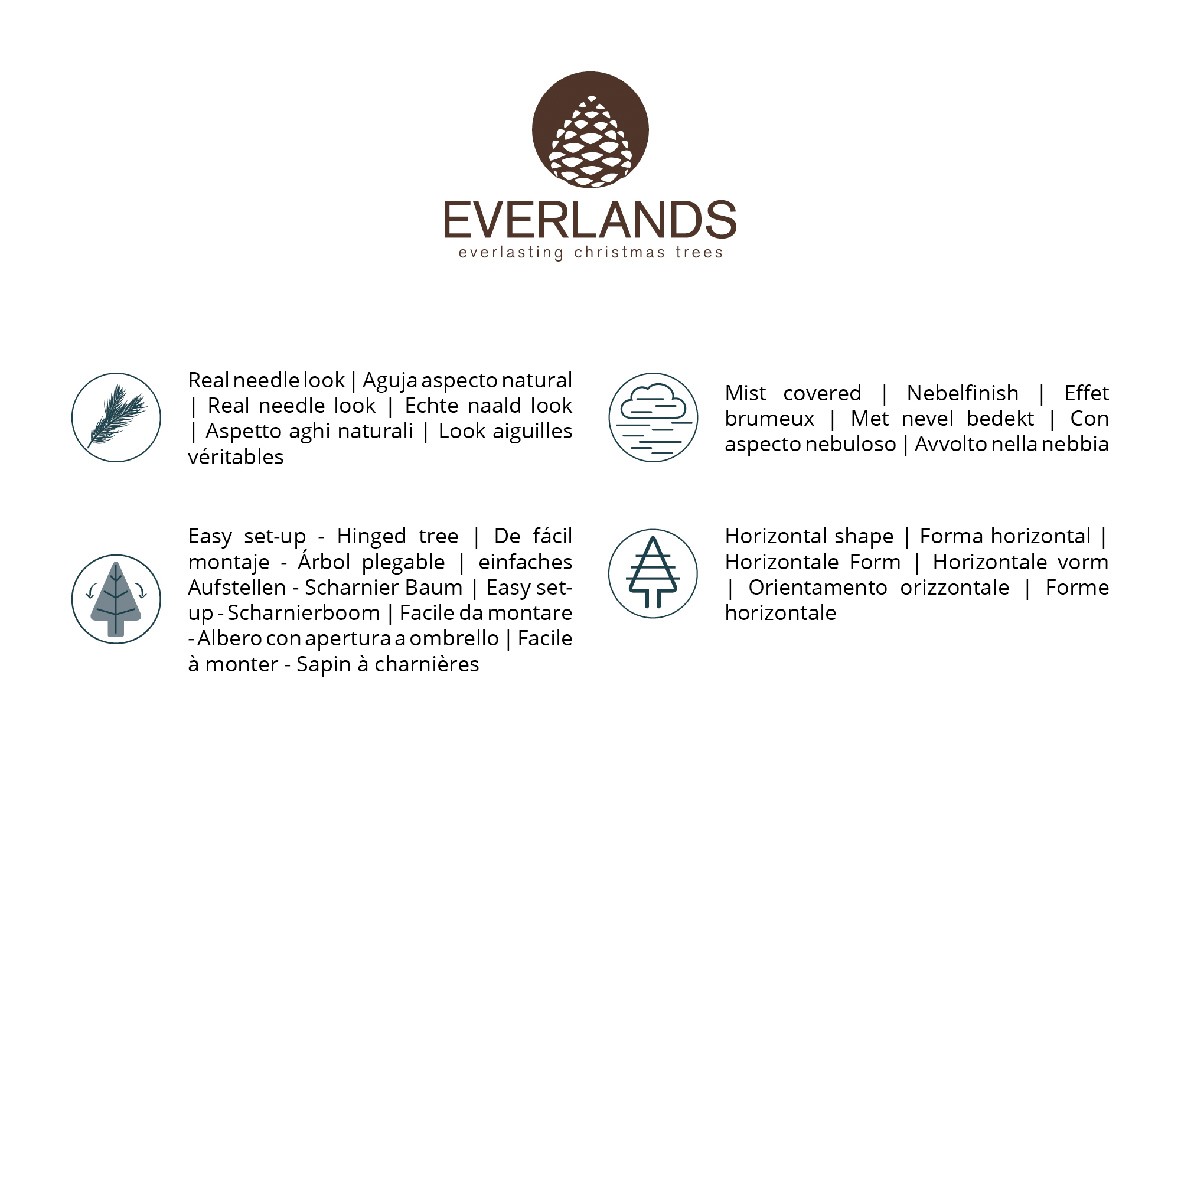 EVERLANDS
everlasting christmas trees
Real needle look | Aguja aspecto natural
| Real needle look | Echte naald look
| Aspetto aghi naturali | Look aiguilles
véritables
Mist covered | Nebelfinish | Effet
brumeux | Met nevel bedekt | Con
aspecto nebuloso | Avvolto nella nebbia
Easy set-up - Hinged tree | De fácil
montaje - Árbol plegable | einfaches
Aufstellen - Scharnier Baum | Easy set-
up - Scharnierboom | Facile da montare
- Albero con apertura a ombrello | Facile
à monter - Sapin à charnières
Horizontal shape | Forma horizontal |
Horizontale Form | Horizontale vorm
| Orientamento orizzontale | Forme
horizontale